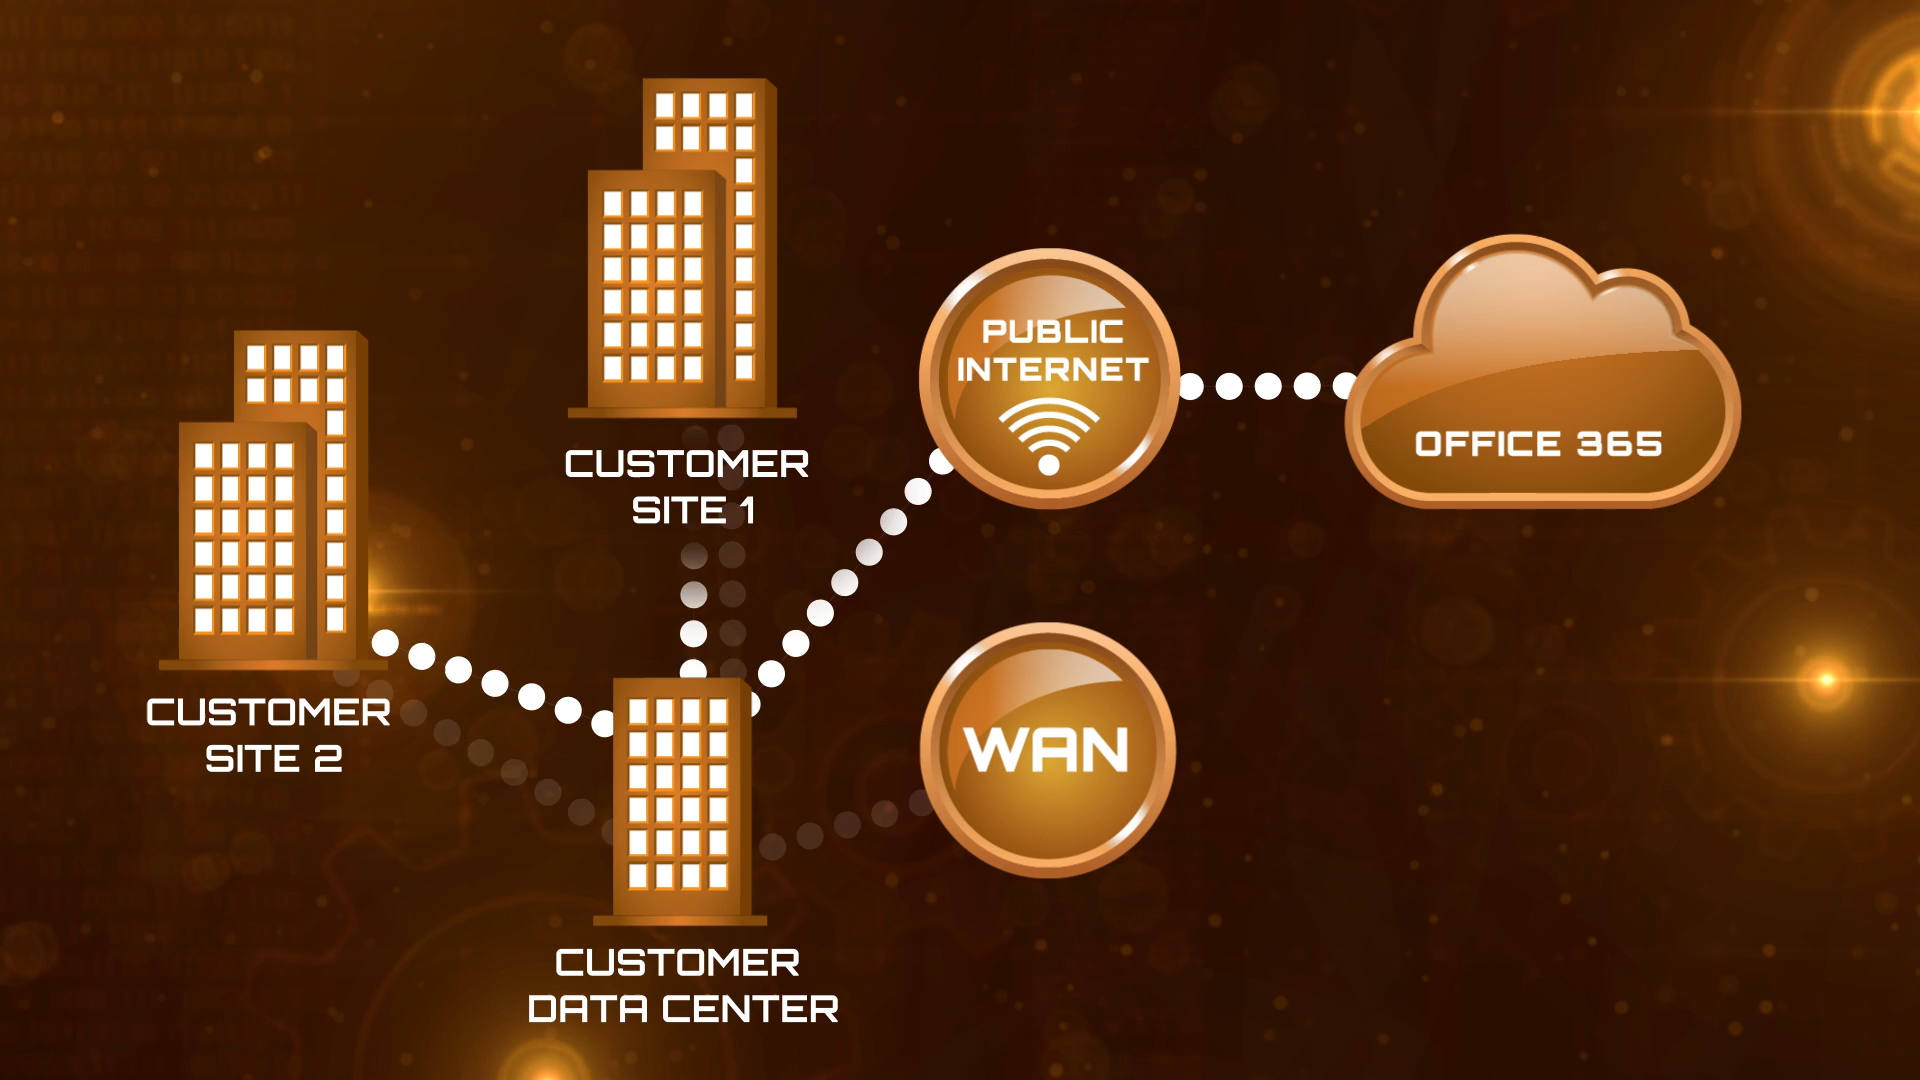 CUSTOMER
SITE 1
PUBLIC
INTERNET
OFFICE 365
CUSTOMER
SITE 2
WAN
CUSTOMER
DATA CENTER